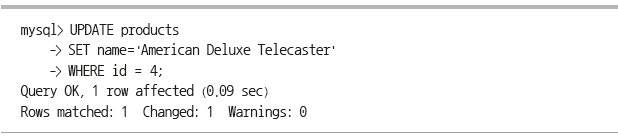 mysql> UPDATE products
-> SET name='American Deluxe Telecaster'
-> WHERE id = 4;
Query OK, 1 row affected (0.09 sec)
Rows matched: 1 Changed: 1 Warnings: 0